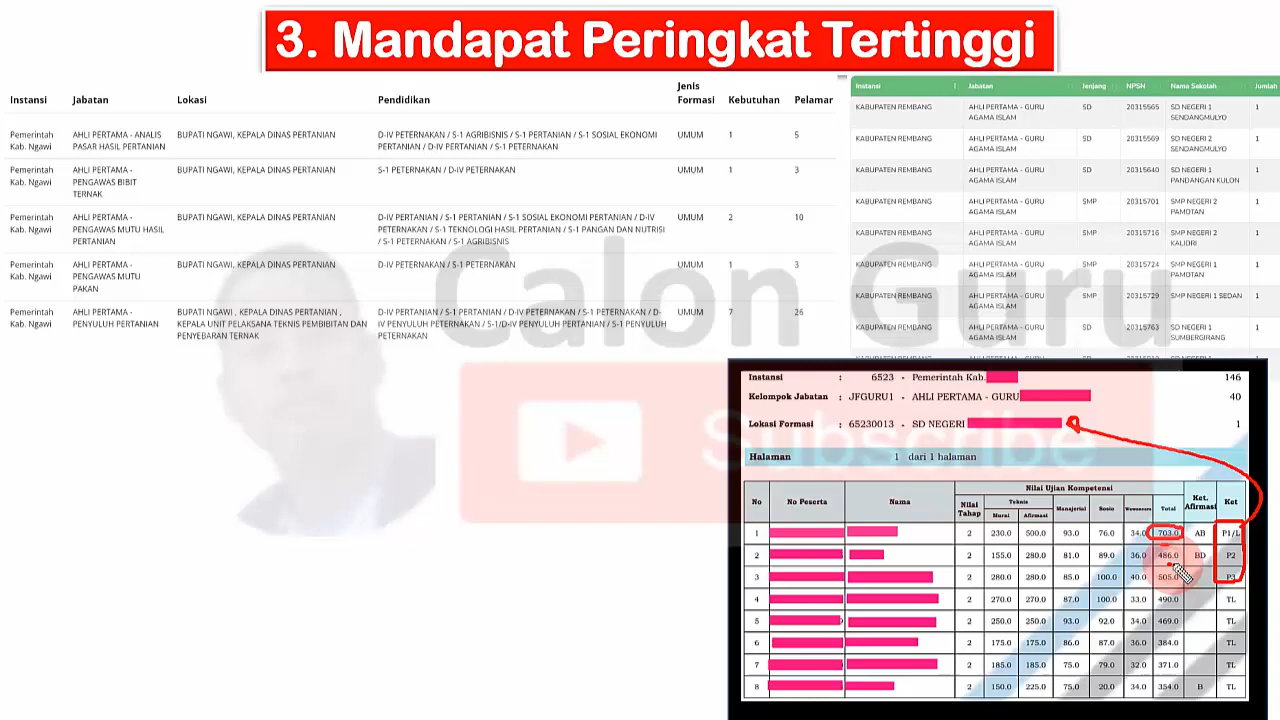 3. Mandapat Peringkat Tertinggi
Instansi Jabatan Lokasi Pendidikan Jenis Formasi Kebutuhan Pelamar
Pemerintah Kab. Ngawi AHLI PERTAMA - ANALIS PASAR HASIL PERTANIAN BUPATI NGAWI, KEPALA DINAS PERTANIAN D-IV PETERNAKAN / S-1 AGRIBISNIS / S-1 PERTANIAN / S-1 SOSIAL EKONOMI PERTANIAN / D-IV PERTANIAN / S-1 PETERNAKAN UMUM 1 5
Pemerintah Kab. Ngawi AHLI PERTAMA - PENGAWAS BIBIT TERNAK BUPATI NGAWI, KEPALA DINAS PERTANIAN S-1 PETERNAKAN / D-IV PETERNAKAN UMUM 1 3
Pemerintah Kab. Ngawi AHLI PERTAMA - PENGAWAS MUTU HASIL PERTANIAN BUPATI NGAWI, KEPALA DINAS PERTANIAN D-IV PERTANIAN / S-1 PERTANIAN / S-1 SOSIAL EKONOMI PERTANIAN / D-IV PETERNAKAN / S-1 TEKNOLOGI HASIL PERTANIAN / S-1 PANGAN DAN NUTRISI / S-1 PETERNAKAN / S-1 AGRIBISNIS UMUM 2 10
Pemerintah Kab. Ngawi AHLI PERTAMA - PENGAWAS MUTU PAKAN BUPATI NGAWI, KEPALA DINAS PERTANIAN D-IV PETERNAKAN / S-1 PETERNAKAN UMUM 1 3
Pemerintah Kab. Ngawi AHLI PERTAMA - PENYULUH PERTANIAN BUPATI NGAWI , KEPALA DINAS PERTANIAN , KEPALA UNIT PELAKSANA TEKNIS PEMBIBITAN DAN PENYEBARAN TERNAK D-IV PERTANIAN / S-1 PERTANIAN / D-IV PETERNAKAN / S-1 PETERNAKAN / D-IV PENYULUH PETERNAKAN / S-1/D-IV PENYULUH PERTANIAN / S-1 PENYULUH PETERNAKAN UMUM 7 26
Instansi Jabatan Jenjang NPSN Nama Sekolah Jumlah
KABUPATEN REMBANG AHLI PERTAMA - GURU AGAMA ISLAM SD 20315565 SD NEGERI 1 SENDANGMULYO 1
KABUPATEN REMBANG AHLI PERTAMA - GURU AGAMA ISLAM SD 20315569 SD NEGERI 2 SENDANGMULYO 1
KABUPATEN REMBANG AHLI PERTAMA - GURU AGAMA ISLAM SD 20315640 SD NEGERI 1 PANDANGAN KULON 1
KABUPATEN REMBANG AHLI PERTAMA - GURU AGAMA ISLAM SMP 20315701 SMP NEGERI 2 PAMOTAN 1
KABUPATEN REMBANG AHLI PERTAMA - GURU AGAMA ISLAM SMP 20315716 SMP NEGERI 2 KALIORI 1
KABUPATEN REMBANG AHLI PERTAMA - GURU AGAMA ISLAM SMP 20315724 SMP NEGERI 1 PAMOTAN 1
KABUPATEN REMBANG AHLI PERTAMA - GURU AGAMA ISLAM SMP 20315729 SMP NEGERI 1 SEDAN 1
KABUPATEN REMBANG AHLI PERTAMA - GURU AGAMA ISLAM SD 20315763 SD NEGERI 1 SUMBERGIRANG 1
Calon Guru
Subscribe
Instansi : 6523 - Pemerintah Kab. 146
Kelompok Jabatan : JFGURU1 - AHLI PERTAMA - GURU 40
Lokasi Formasi : 65230013 - SD NEGERI 1
Halaman 1 dari 1 halaman
No No Peserta Nama Nilai Ujian Kompetensi Ket. Afirmasi Ket
Nilai Tahap Teknis Manajerial Sosio Wawancara Total
Murni Afirmasi
1 2 230.0 300.0 93.0 76.0 34.0 703.0 AB P1/L
2 2 155.0 280.0 81.0 89.0 36.0 486.0 BD P2
3 2 280.0 280.0 85.0 100.0 40.0 505.0 P3
4 2 270.0 270.0 87.0 100.0 33.0 490.0 TL
5 2 250.0 250.0 93.0 92.0 34.0 469.0 TL
6 2 175.0 175.0 86.0 87.0 36.0 384.0 TL
7 2 185.0 185.0 75.0 79.0 32.0 371.0 TL
8 2 150.0 225.0 75.0 20.0 34.0 354.0 B TL